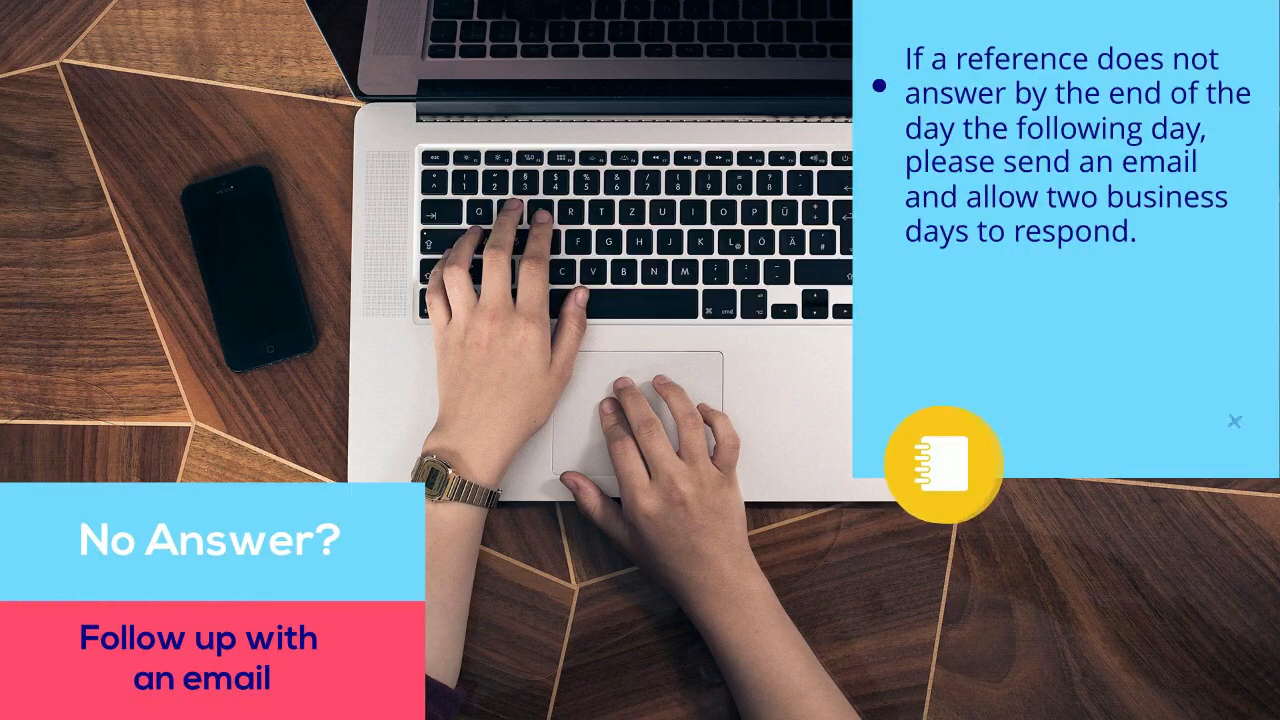 If a reference does not
answer by the end of the
day the following day,
please send an email
and allow two business
days to respond.
No Answer?
Follow up with
an email